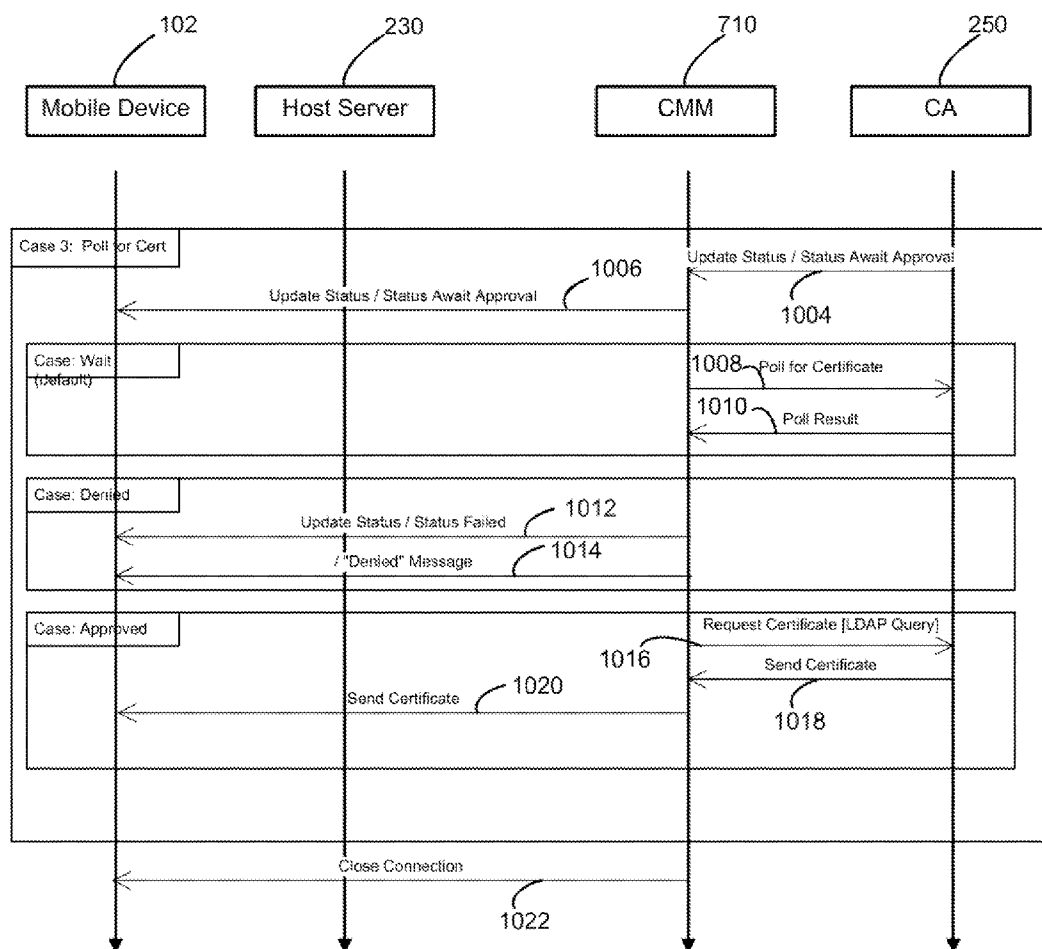 102
230
710
250
Mobile Device
Host Server
CMM
CA
Case 3: Poll for Cert
Update Status / Status Await Approval
1004
1006
Update Status / Status Await Approval
Case: Wait
(default)
1008
Poll for Certificate
1010
Poll Result
Case: Denied
1012
Update Status / Status Failed
1014
/ "Denied" Message
Case: Approved
Request Certificate [LDAP Query]
1016
Send Certificate
1018
1020
Send Certificate
Close Connection
1022